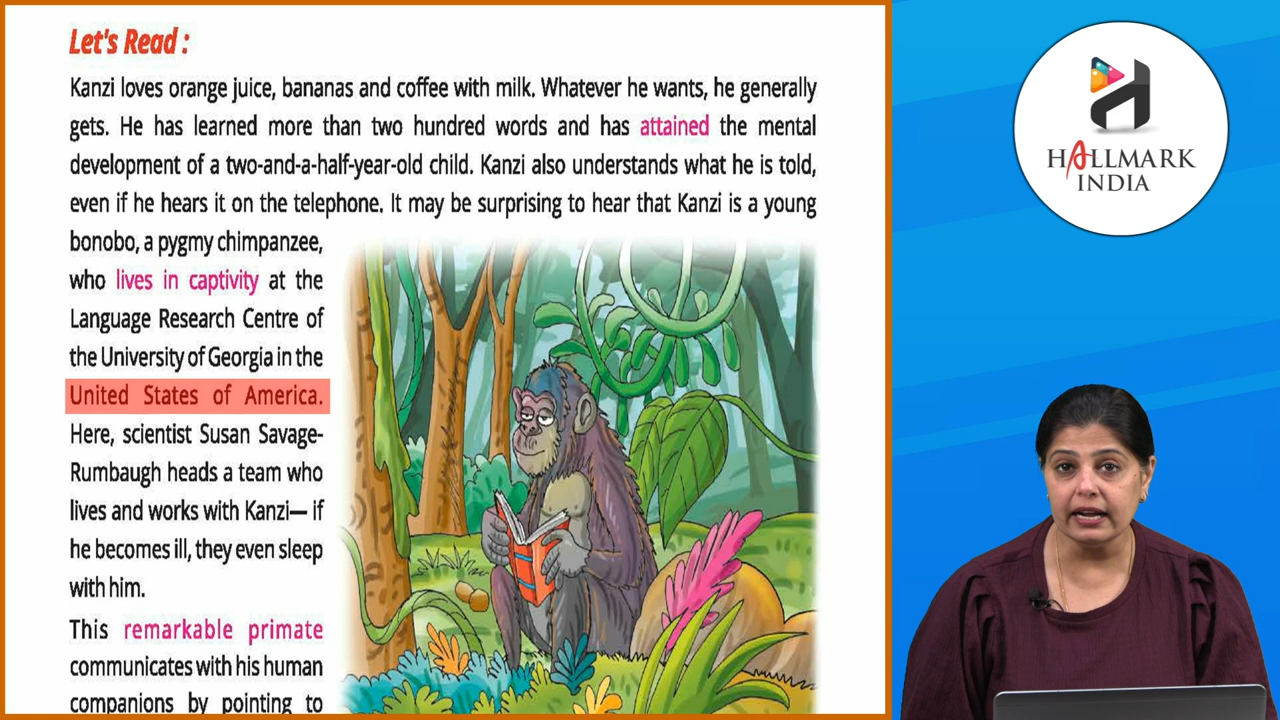 Let's Read :
Kanzi loves orange juice, bananas and coffee with milk. Whatever he wants, he generally
gets. He has learned more than two hundred words and has attained the mental
development of a two-and-a-half-year-old child. Kanzi also understands what he is told,
even if he hears it on the telephone. It may be surprising to hear that Kanzi is a young
bonobo, a pygmy chimpanzee,
who lives in captivity at the
Language Research Centre of
the University of Georgia in the
United States of America.
Here, scientist Susan Savage-
Rumbaugh heads a team who
lives and works with Kanzi— if
he becomes ill, they even sleep
with him.
This remarkable primate
communicates with his human
companions by pointing to
HALLMARK
INDIA